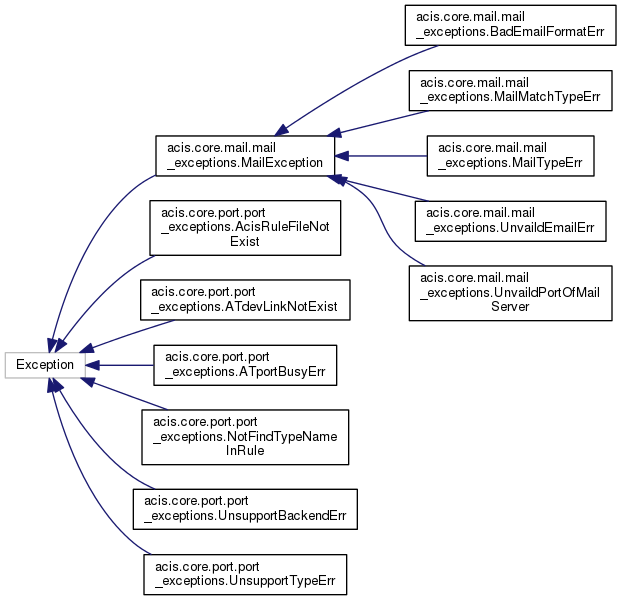 acis.core.mail.mail
_exceptions.BadEmailFormatErr
acis.core.mail.mail
_exceptions.MailMatchTypeErr
acis.core.mail.mail
_exceptions.MailException
acis.core.mail.mail
_exceptions.MailTypeErr
acis.core.port.port
_exceptions.AcisRuleFileNot
Exist
acis.core.mail.mail
_exceptions.UnvaildEmailErr
acis.core.port.port
_exceptions.ATdevLinkNotExist
acis.core.mail.mail
_exceptions.UnvaildPortOfMail
Server
Exception
acis.core.port.port
_exceptions.ATportBusyErr
acis.core.port.port
_exceptions.NotFindTypeName
InRule
acis.core.port.port
_exceptions.UnsupportBackendErr
acis.core.port.port
_exceptions.UnsupportTypeErr